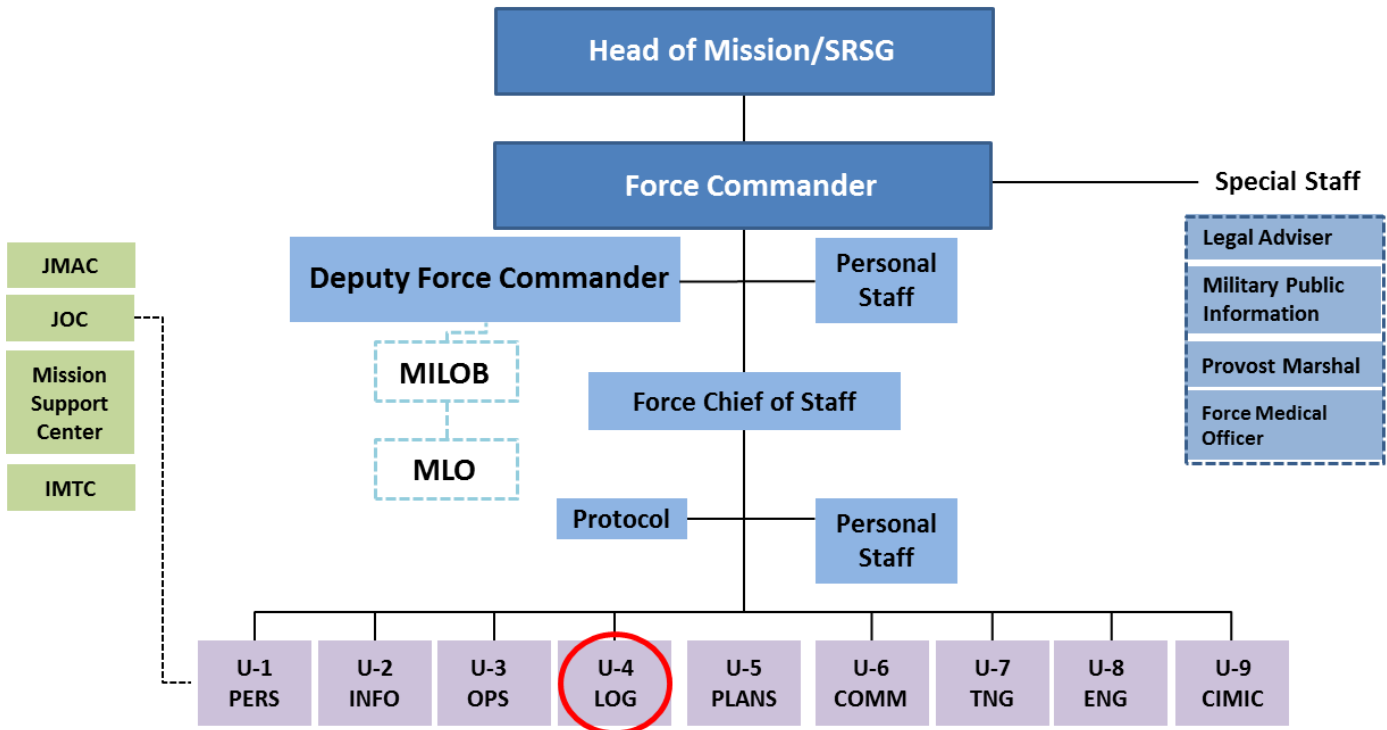 Head of Mission/SRSG
Force Commander
Special Staff
Legal Adviser
Military Public
Information
Provost Marshal
Force Medical
Officer
JMAC
JOC
Mission
Support
Center
IMTC
Deputy Force Commander
Personal
Staff
MILOB
MLO
Force Chief of Staff
Protocol
Personal
Staff
U-1
PERS
U-2
INFO
U-3
OPS
U-4
LOG
U-5
PLANS
U-6
COMM
U-7
TNG
U-8
ENG
U-9
CIMIC